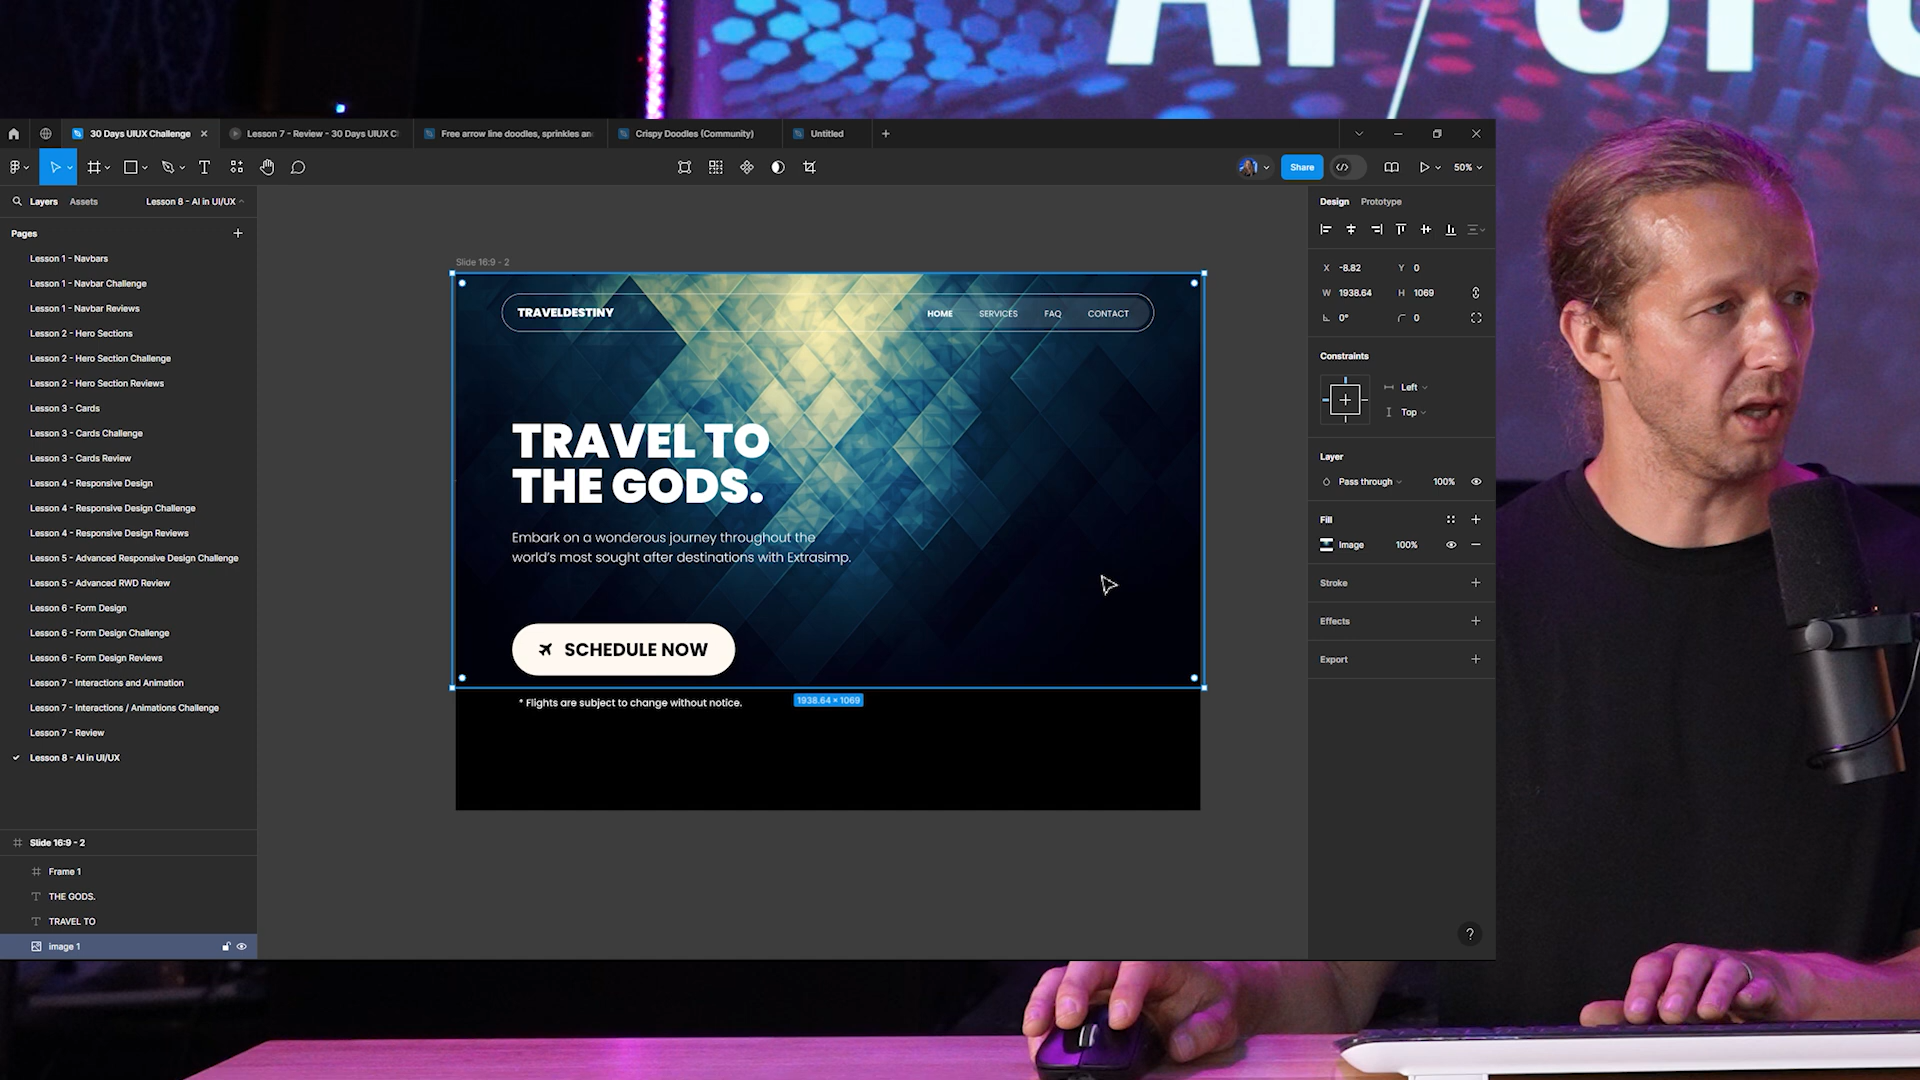 AI / UI U
30 Days UIUX Challenge
Lesson 7 - Review - 30 Days UIUX C
Free arrow line doodles, sprinkles an
Crispy Doodles (Community)
Untitled
Share
50%
Layers
Assets
Lesson 8 - AI in UI/UX
Design
Prototype
Pages
Lesson 1 - Navbars
Lesson 1 - Navbar Challenge
Lesson 1 - Navbar Reviews
Lesson 2 - Hero Sections
Lesson 2 - Hero Section Challenge
Lesson 2 - Hero Section Reviews
Lesson 3 - Cards
Lesson 3 - Cards Challenge
Lesson 3 - Cards Review
Lesson 4 - Responsive Design
Lesson 4 - Responsive Design Challenge
Lesson 4 - Responsive Design Reviews
Lesson 5 - Advanced Responsive Design Challenge
Lesson 5 - Advanced RWD Review
Lesson 6 - Form Design
Lesson 6 - Form Design Challenge
Lesson 6 - Form Design Reviews
Lesson 7 - Interactions and Animation
Lesson 7 - Interactions / Animations Challenge
Lesson 7 - Review
Lesson 8 - AI in UI/UX
Slide 16:9 - 2
Frame 1
THE GODS.
TRAVEL TO
image 1
Slide 16:9 - 2
TRAVELDESTINY
HOME SERVICES FAQ CONTACT
TRAVEL TO
THE GODS.
Embark on a wonderous journey throughout the
world's most sought after destinations with Extrasimp.
SCHEDULE NOW
* Flights are subject to change without notice.
1938.64 × 1069
X -8.82 Y 0
W 1938.64 H 1069
0° 0
Constraints
Left
Top
Layer
Pass through 100%
Fill
Image 100%
Stroke
Effects
Export
?